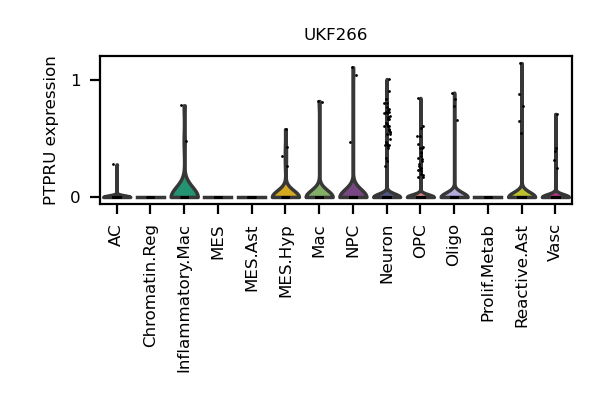 UKF266
PTPRU expression
1
0
AC
Chromatin.Reg
Inflammatory.Mac
MES
MES.Ast
MES.Hyp
Mac
NPC
Neuron
OPC
Oligo
Prolif.Metab
Reactive.Ast
Vasc